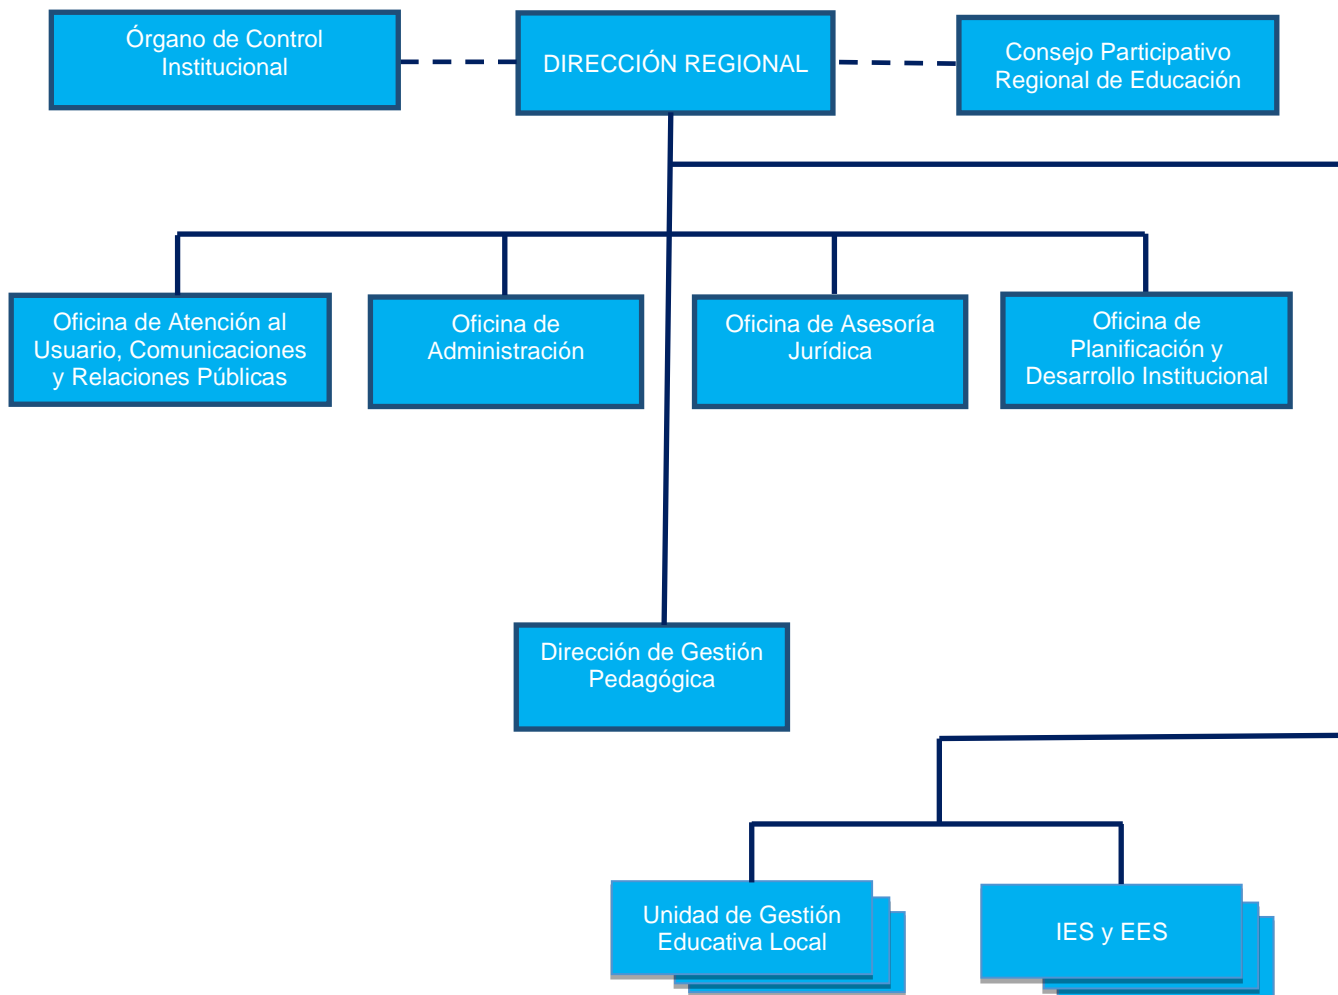 Órgano de Control
Institucional
DIRECCIÓN REGIONAL
Consejo Participativo
Regional de Educación
Oficina de Atención al
Usuario, Comunicaciones
y Relaciones Públicas
Oficina de
Administración
Oficina de Asesoría
Jurídica
Oficina de
Planificación y
Desarrollo Institucional
Dirección de Gestión
Pedagógica
Unidad de Gestión
Educativa Local
IES y EES